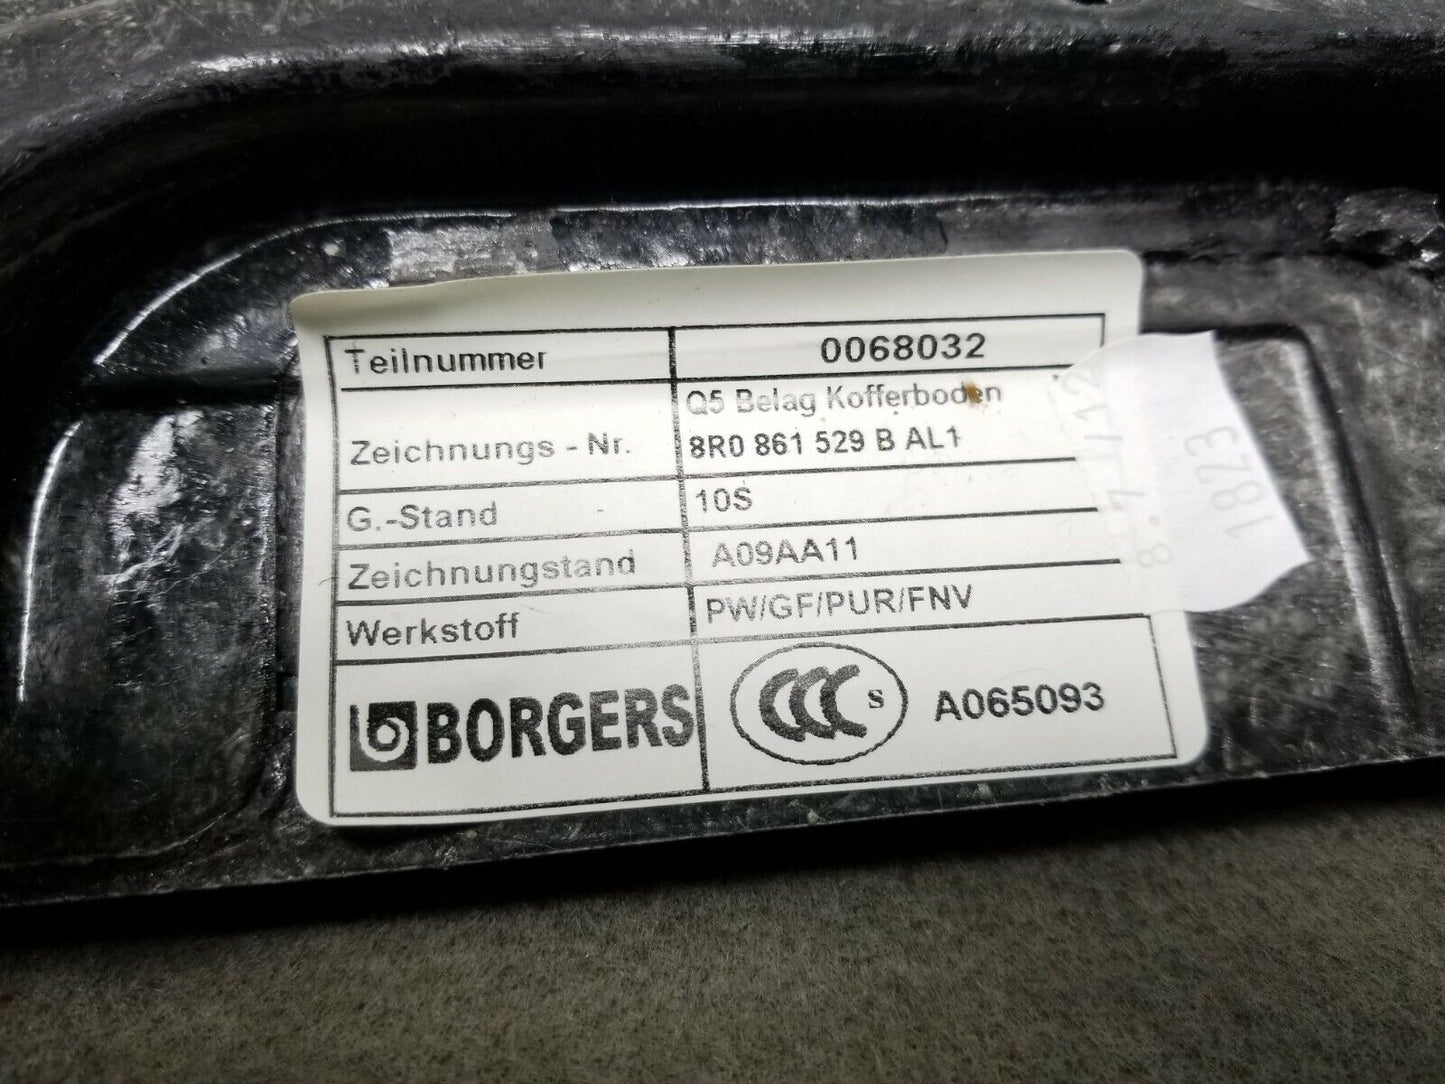 Teilnummer 0068032
Q5 Belag Kofferboden
Zeichnungs - Nr. 8R0 861 529 B AL1
G.-Stand 10S
Zeichnungstand A09AA11
Werkstoff PW/GF/PUR/FNV
BORGERS CCC S A065093
1823